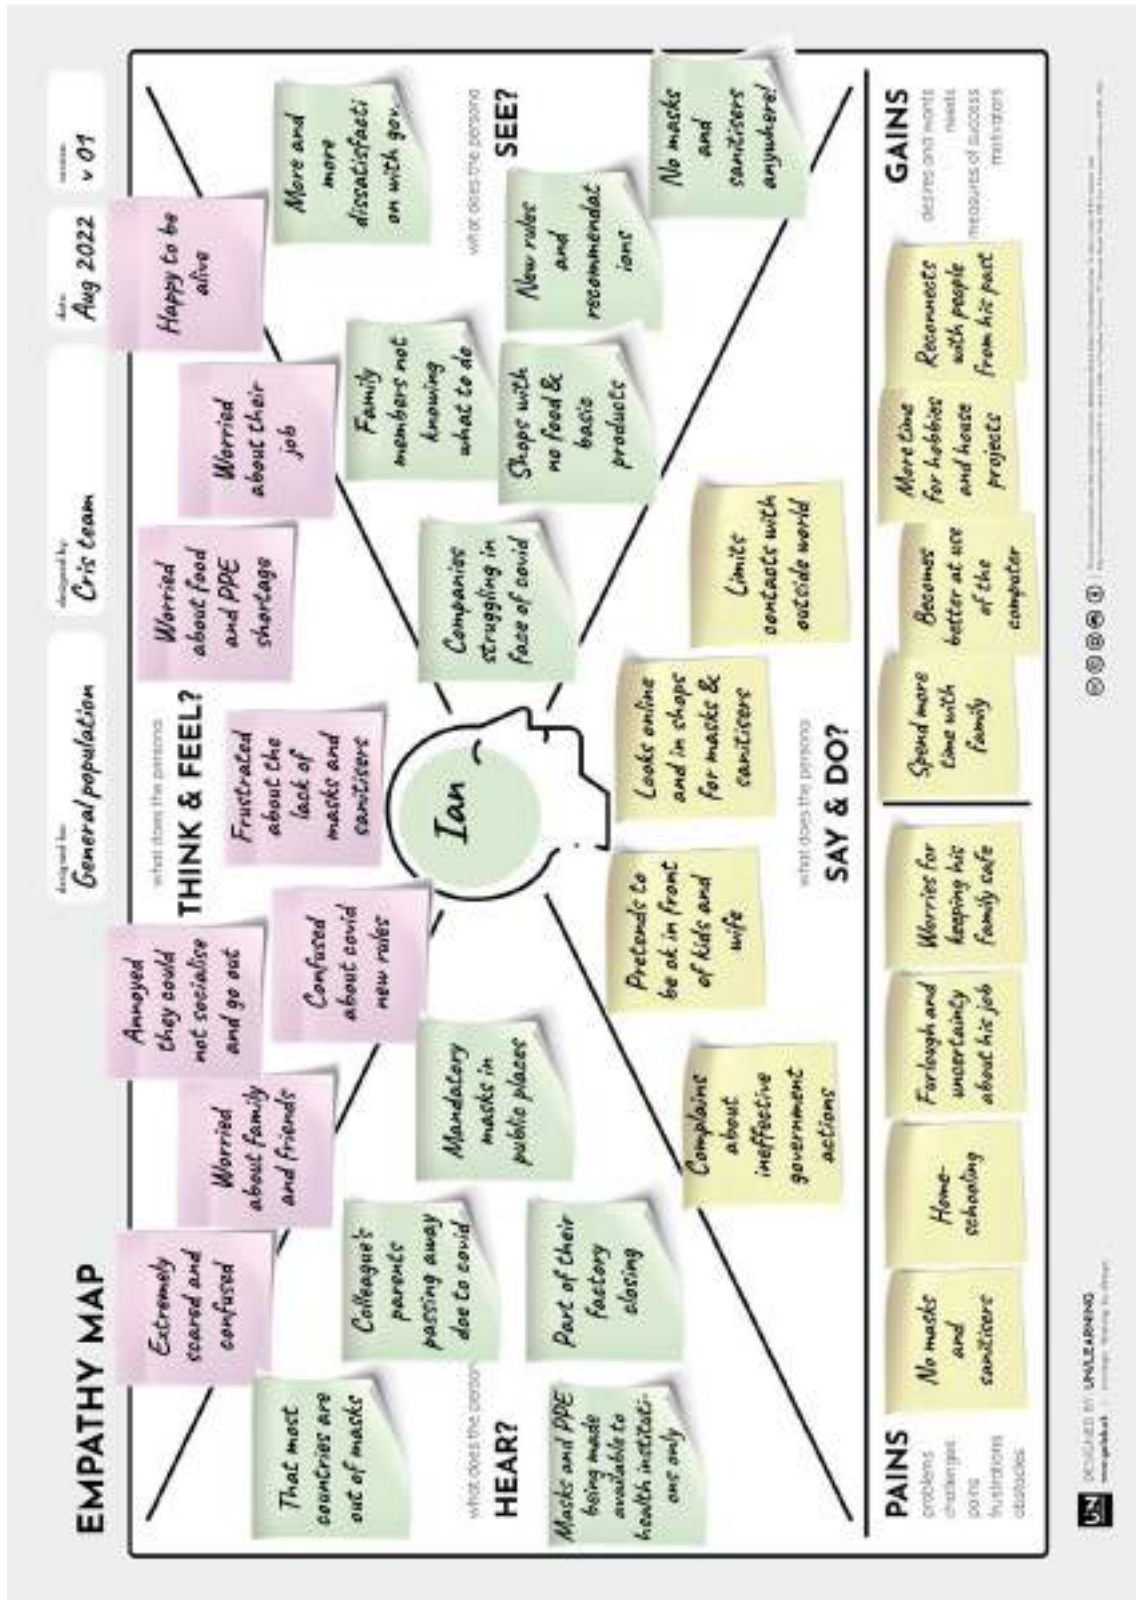 EMPATHY MAP
designed for:
General population
designed by:
Cris team
date:
Aug 2022
version:
v 01
what does the persona
THINK & FEEL?
Extremely
scared and
confused
Worried
about family
and friends
Annoyed
they could
not socialise
and go out
Confused
about covid
new rules
Frustrated
about the
lack of
masks and
sanitisers
Worried
about food
and PPE
shortage
Worried
about their
job
Happy to be
alive
what does the person
HEAR?
That most
countries are
out of masks
Colleague's
parents
passing away
due to covid
Mandatory
masks in
public places
Part of their
factory
closing
Masks and PPE
being made
available to
health instituti-
ons only
Ian
what does the persona
SEE?
More and
more
dissatisfacti
on with gov.
Family
members not
knowing
what to do
Companies
struggling in
face of covid
Shops with
no food &
basic
products
New rules
and
recommendat
ions
No masks
and
sanitisers
anywhere!
what does the persona
SAY & DO?
Complains
about
ineffective
government
actions
Pretends to
be ok in front
of kids and
wife
Looks online
and in shops
for masks &
sanitisers
Limits
contacts with
outside world
PAINS
problems
challenges
pains
frustrations
obstacles
No masks
and
sanitisers
Home-
schooling
Furlough and
uncertainty
about his job
Worries for
keeping his
family safe
Spend more
time with
family
Becomes
better at use
of the
computer
More time
for hobbies
and house
projects
Reconnects
with people
from his past
GAINS
desires and wants
needs
measures of success
motivators
UN DESIGNED BY UN/LEARNING